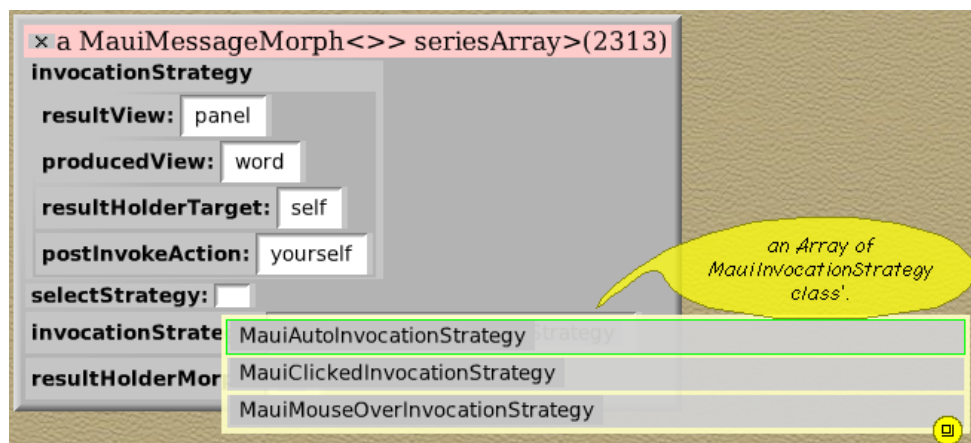 × a MauiMessageMorph<>> seriesArray>(2313)
invocationStrategy
resultView: panel
producedView: word
resultHolderTarget: self
postInvokeAction: yourself
an Array of
MauiInvocationStrategy
class'.
selectStrategy:
invocationStrate trategy
MauiAutoInvocationStrategy
resultHolderMor
MauiClickedInvocationStrategy
MauiMouseOverInvocationStrategy